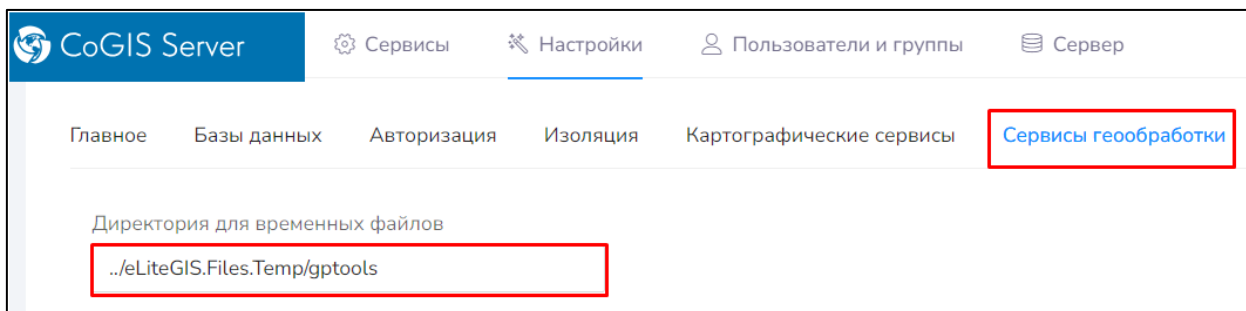 CoGIS Server Сервисы Настройки Пользователи и группы Сервер
Главное Базы данных Авторизация Изоляция Картографические сервисы Сервисы геообработки
Директория для временных файлов
../eLiteGIS.Files.Temp/gptools